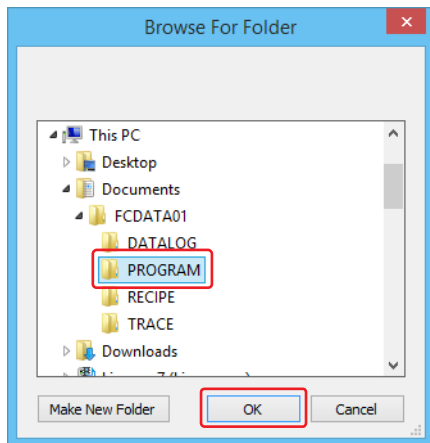 Browse For Folder
This PC
Desktop
Documents
FCDATA01
DATALOG
PROGRAM
RECIPE
TRACE
Downloads
Make New Folder OK Cancel